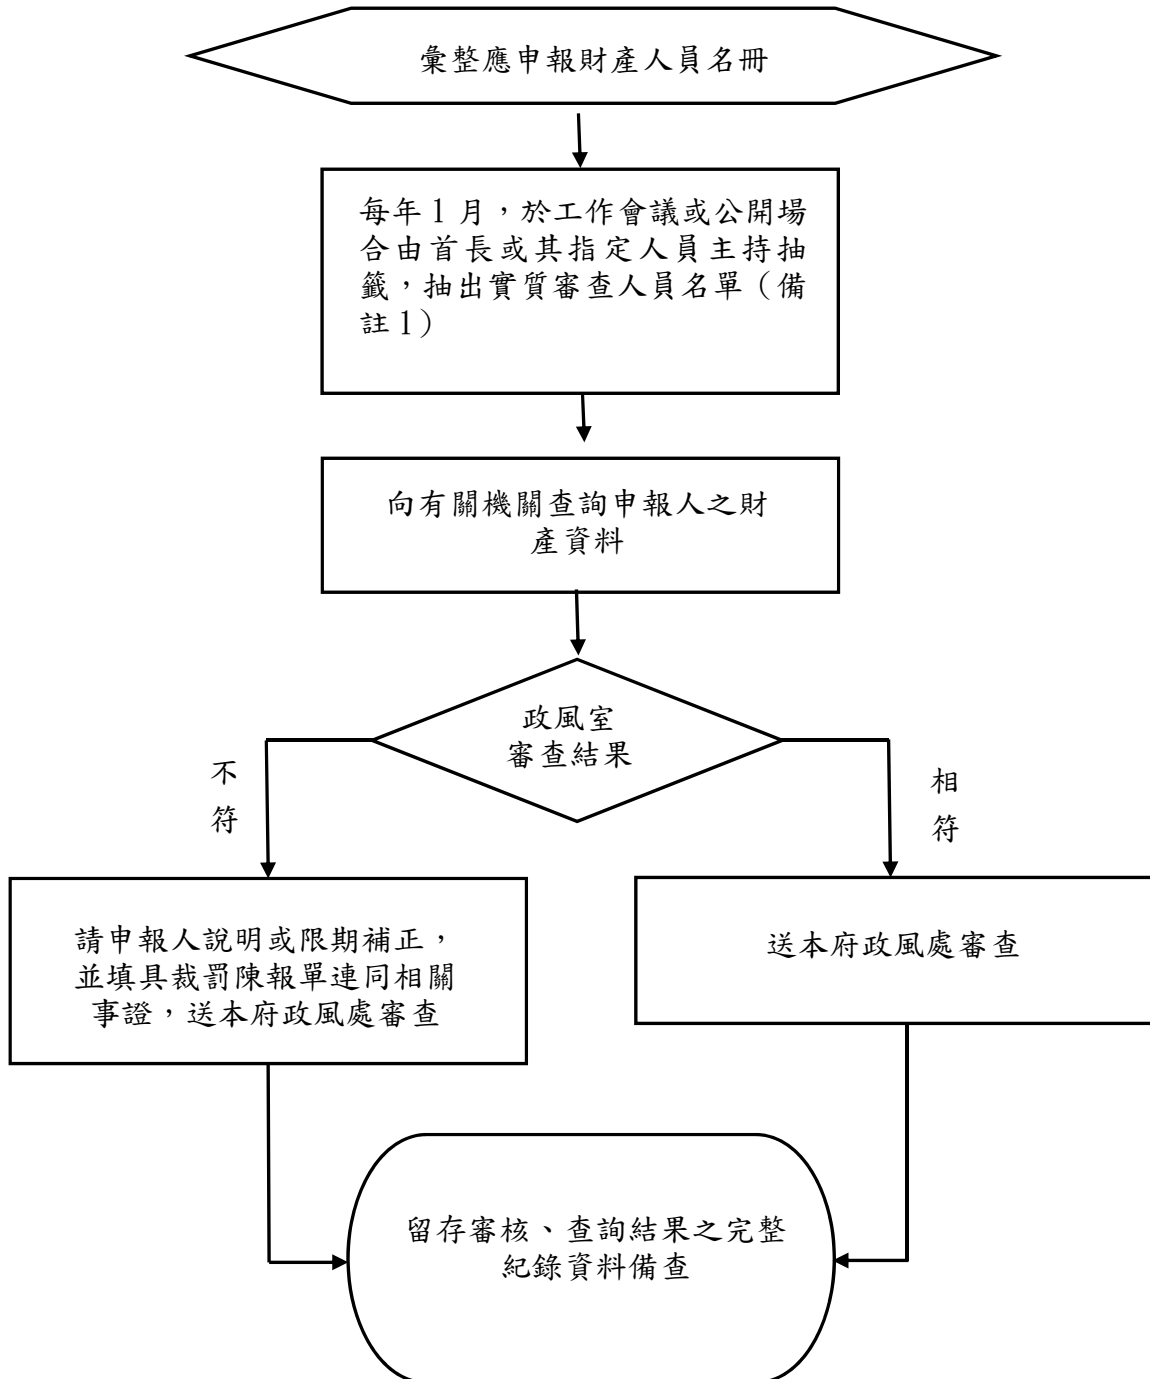 彙整應申報財產人員名冊
每年1月，於工作會議或公開場
合由首長或其指定人員主持抽
籤，抽出實質審查人員名單（備
註1）
向有關機關查詢申報人之財
產資料
政風室
審查結果
不
符
相
符
請申報人說明或限期補正，
並填具裁罰陳報單連同相關
事證，送本府政風處審查
送本府政風處審查
留存審核、查詢結果之完整
紀錄資料備查